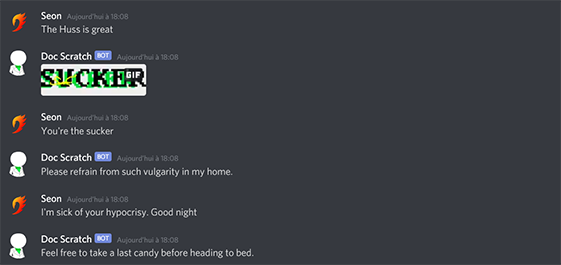 Seon Aujourd'hui à 18:08
The Huss is great
Doc Scratch BOT Aujourd'hui à 18:08
SUCKER GIF
Seon Aujourd'hui à 18:08
You're the sucker
Doc Scratch BOT Aujourd'hui à 18:08
Please refrain from such vulgarity in my home.
Seon Aujourd'hui à 18:08
I'm sick of your hypocrisy. Good night
Doc Scratch BOT Aujourd'hui à 18:08
Feel free to take a last candy before heading to bed.